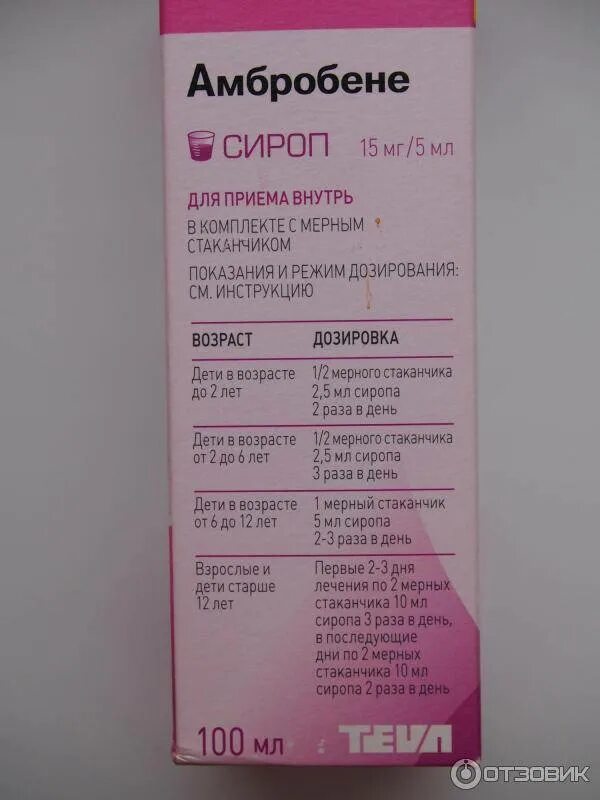 Амбробене
СИРОП 15 мг/5 мл
ДЛЯ ПРИЕМА ВНУТРЬ
В КОМПЛЕКТЕ С МЕРНЫМ
СТАКАНЧИКОМ
ПОКАЗАНИЯ И РЕЖИМ ДОЗИРОВАНИЯ:
СМ. ИНСТРУКЦИЮ
ВОЗРАСТ ДОЗИРОВКА
Дети в возрасте 1/2 мерного стаканчика
до 2 лет 2,5 мл сиропа
2 раза в день
Дети в возрасте 1/2 мерного стаканчика
от 2 до 6 лет 2,5 мл сиропа
3 раза в день
Дети в возрасте 1 мерный стаканчик
от 6 до 12 лет 5 мл сиропа
2-3 раза в день
Взрослые и Первые 2-3 дня
дети старше лечения по 2 мерных
12 лет стаканчика 10 мл
сиропа 3 раза в день,
в последующие
дни по 2 мерных
стаканчика 10 мл
сиропа 2 раза в день
100 мл TEVA
ОТЗОВИК